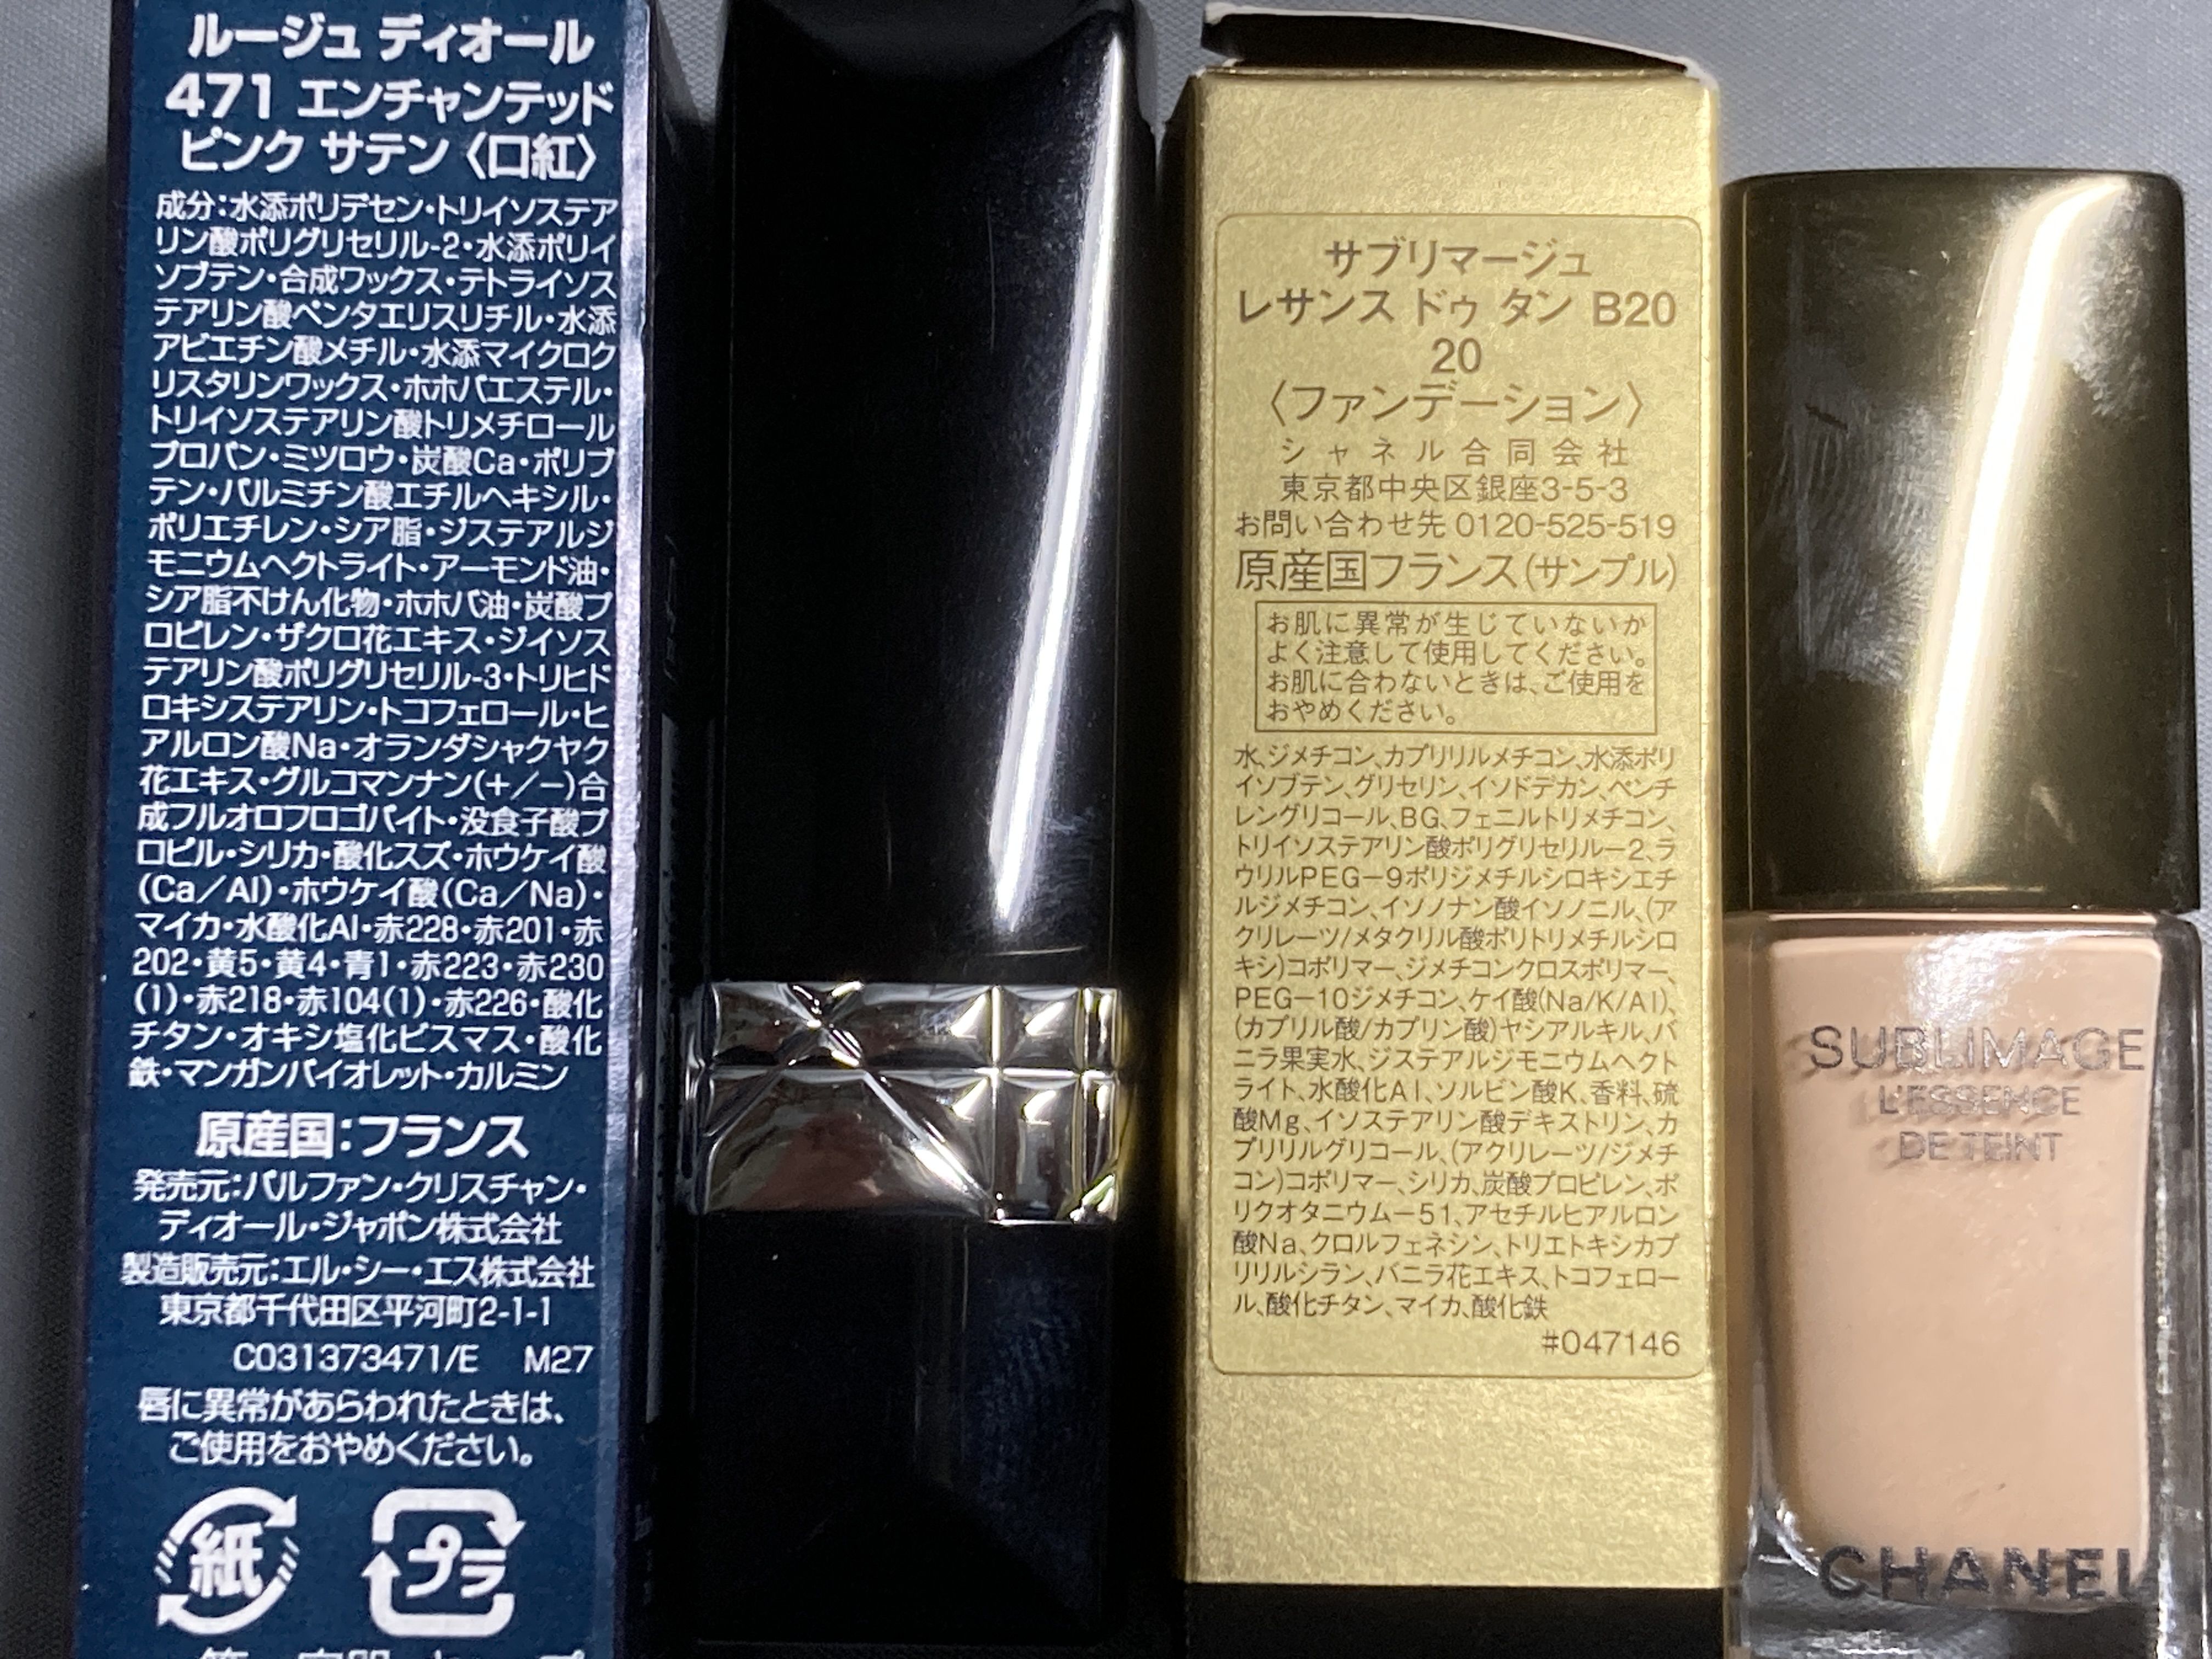 ルージュ ディオール
471 エンチャンテッド
ピンク サテン〈口紅〉
成分：水添ポリデセン・トリイソステア
リン酸ポリグリセリル-2・水添ポリイ
ソブテン・合成ワックス・テトライソス
テアリン酸ペンタエリスリチル・水添
アビエチン酸メチル・水添マイクロク
リスタリンワックス・ホホバエステル・
トリイソステアリン酸トリメチロール
プロパン・ミツロウ・炭酸Ca・ポリブ
テン・パルミチン酸エチルヘキシル・
ポリエチレン・シア脂・ジステアルジ
モニウムヘクトライト・アーモンド油・
シア脂不けん化物・ホホバ油・炭酸プ
ロピレン・ザクロ花エキス・ジイソス
テアリン酸ポリグリセリル-3・トリヒド
ロキシステアリン・トコフェロール・ヒ
アルロン酸Na・オランダシャクヤク
花エキス・グルコマンナン(+／−)合
成フルオロフロゴパイト・没食子酸プ
ロピル・シリカ・酸化スズ・ホウケイ酸
(Ca／Al)・ホウケイ酸(Ca／Na)・
マイカ・水酸化Al・赤228・赤201・赤
202・黄5・黄4・青1・赤223・赤230
(1)・赤218・赤104(1)・赤226・酸化
チタン・オキシ塩化ビスマス・酸化
鉄・マンガンバイオレット・カルミン
原産国：フランス
発売元：パルファン・クリスチャン・
ディオール・ジャポン株式会社
製造販売元：エル・シー・エス株式会社
東京都千代田区平河町2-1-1
C031373471/E M27
唇に異常があらわれたときは、
ご使用をおやめください。
紙 プラ
サブリマージュ
レサンス ドゥ タン B20
20
〈ファンデーション〉
シャネル合同会社
東京都中央区銀座3-5-3
お問い合わせ先 0120-525-519
原産国フランス(サンプル)
お肌に異常が生じていないか
よく注意して使用してください。
お肌に合わないときは、ご使用を
おやめください。
水、ジメチコン、カプリリルメチコン、水添ポリ
イソブテン、グリセリン、イソドデカン、ペンチ
レングリコール、BG、フェニルトリメチコン、
トリイソステアリン酸ポリグリセリル－2、ラ
ウリルPEG－9ポリジメチルシロキシエチ
ルジメチコン、イソノナン酸イソノニル、(ア
クリレーツ/メタクリル酸ポリトリメチルシロ
キシ)コポリマー、ジメチコンクロスポリマー、
PEG－10ジメチコン、ケイ酸(Na/K/Al)、
(カプリル酸/カプリン酸)ヤシアルキル、バ
ニラ果実水、ジステアルジモニウムヘクト
ライト、水酸化Al、ソルビン酸K、香料、硫
酸Mg、イソステアリン酸デキストリン、カ
プリリルグリコール、(アクリレーツ/ジメチ
コン)コポリマー、シリカ、炭酸プロピレン、ポ
リクオタニウム－51、アセチルヒアルロン
酸Na、クロルフェネシン、トリエトキシカプ
リリルシラン、バニラ花エキス、トコフェロー
ル、酸化チタン、マイカ、酸化鉄
#047146
SUBLIMAGE
L'ESSENCE
DE TEINT
CHANEL